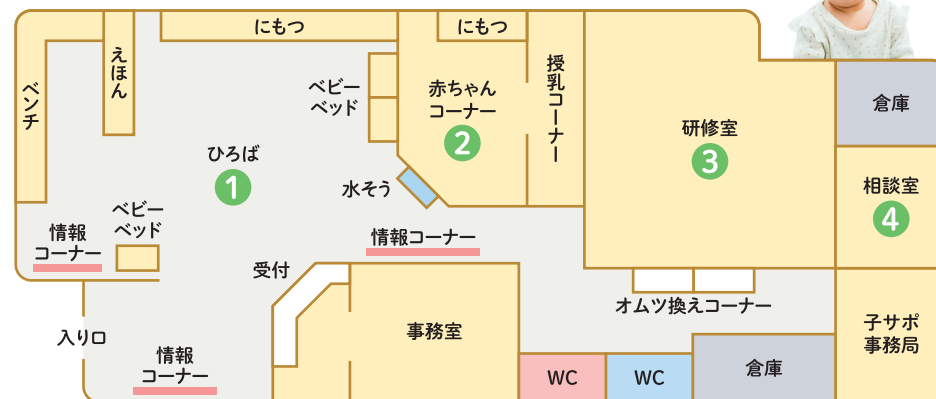 ベンチ
えほん
にもつ
にもつ
ベビー
ベッド
赤ちゃん
コーナー
2
授乳コーナー
研修室
3
倉庫
ひろば
1
水そう
相談室
4
ベビー
ベッド
情報
コーナー
情報コーナー
受付
オムツ換えコーナー
入り口
事務室
子サポ
事務局
情報
コーナー
WC
WC
倉庫